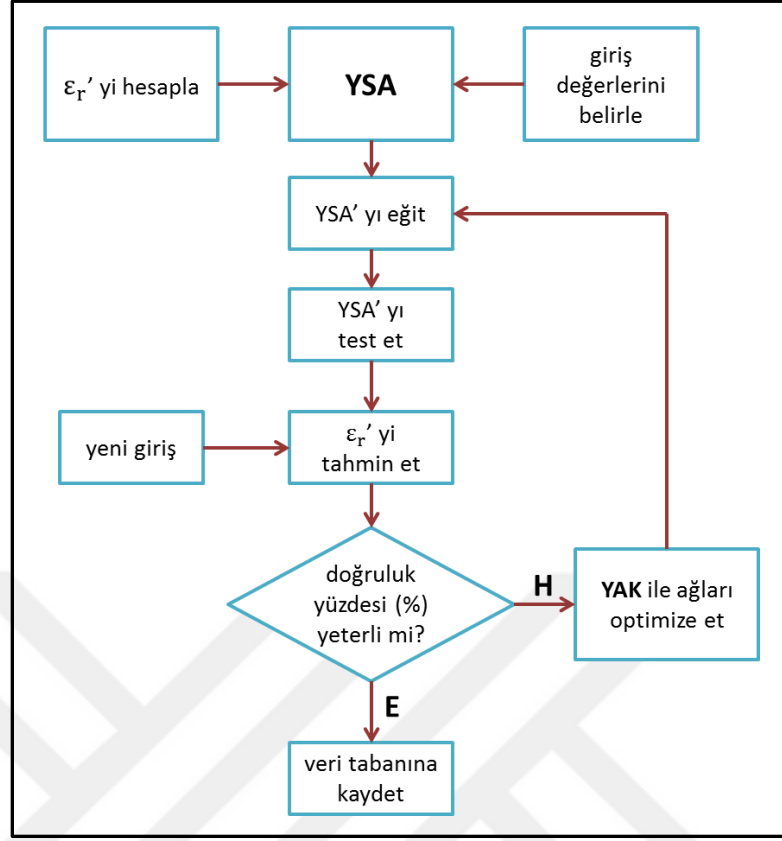 εr’ yi hesapla
YSA
giriş
değerlerini
belirle
YSA’ yı eğit
YSA’ yı
test et
yeni giriş
εr’ yi
tahmin et
doğruluk
yüzdesi (%)
yeterli mi?
H
YAK ile ağları
optimize et
E
veri tabanına
kaydet